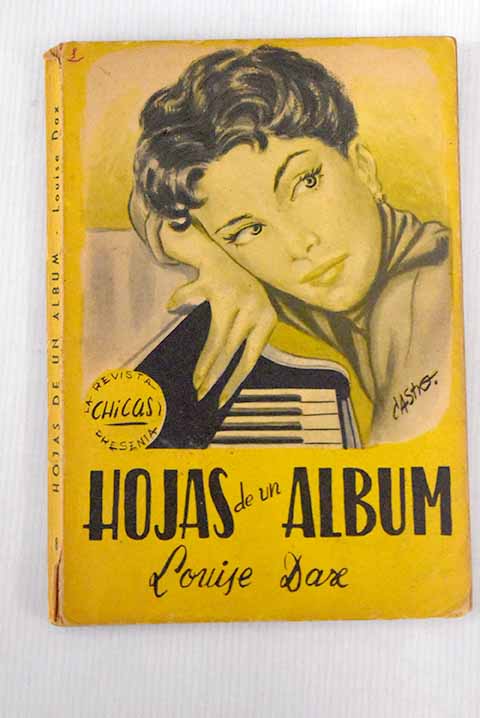 HOJAS DE UN ALBUM - Louise Dax
LA REVISTA
CHICAS
PRESENTA
CASTRO.
HOJAS de un ALBUM
Louise Dax